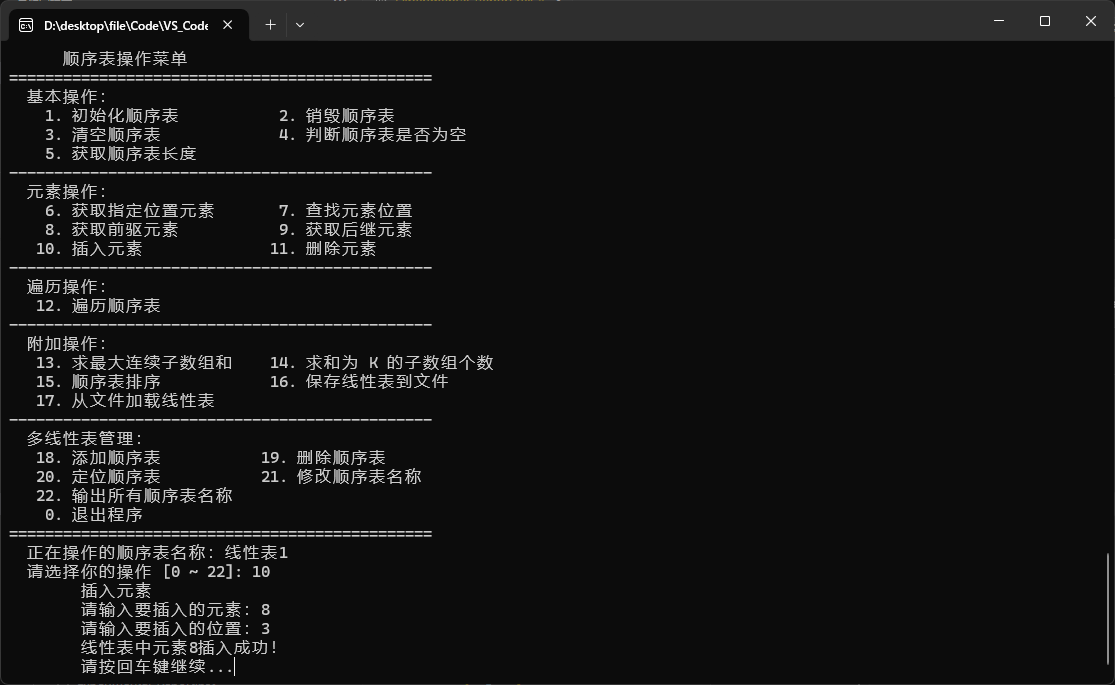 D:\desktop\file\Code\VS_Code
顺序表操作菜单
===============================================
基本操作:
1. 初始化顺序表 2. 销毁顺序表
3. 清空顺序表 4. 判断顺序表是否为空
5. 获取顺序表长度
-----------------------------------------------
元素操作:
6. 获取指定位置元素 7. 查找元素位置
8. 获取前驱元素 9. 获取后继元素
10. 插入元素 11. 删除元素
-----------------------------------------------
遍历操作:
12. 遍历顺序表
-----------------------------------------------
附加操作:
13. 求最大连续子数组和 14. 求和为 K 的子数组个数
15. 顺序表排序 16. 保存线性表到文件
17. 从文件加载线性表
-----------------------------------------------
多线性表管理:
18. 添加顺序表 19. 删除顺序表
20. 定位顺序表 21. 修改顺序表名称
22. 输出所有顺序表名称
0. 退出程序
===============================================
正在操作的顺序表名称: 线性表1
请选择你的操作 [0 ~ 22]: 10
插入元素
请输入要插入的元素: 8
请输入要插入的位置: 3
线性表中元素8插入成功!
请按回车键继续...